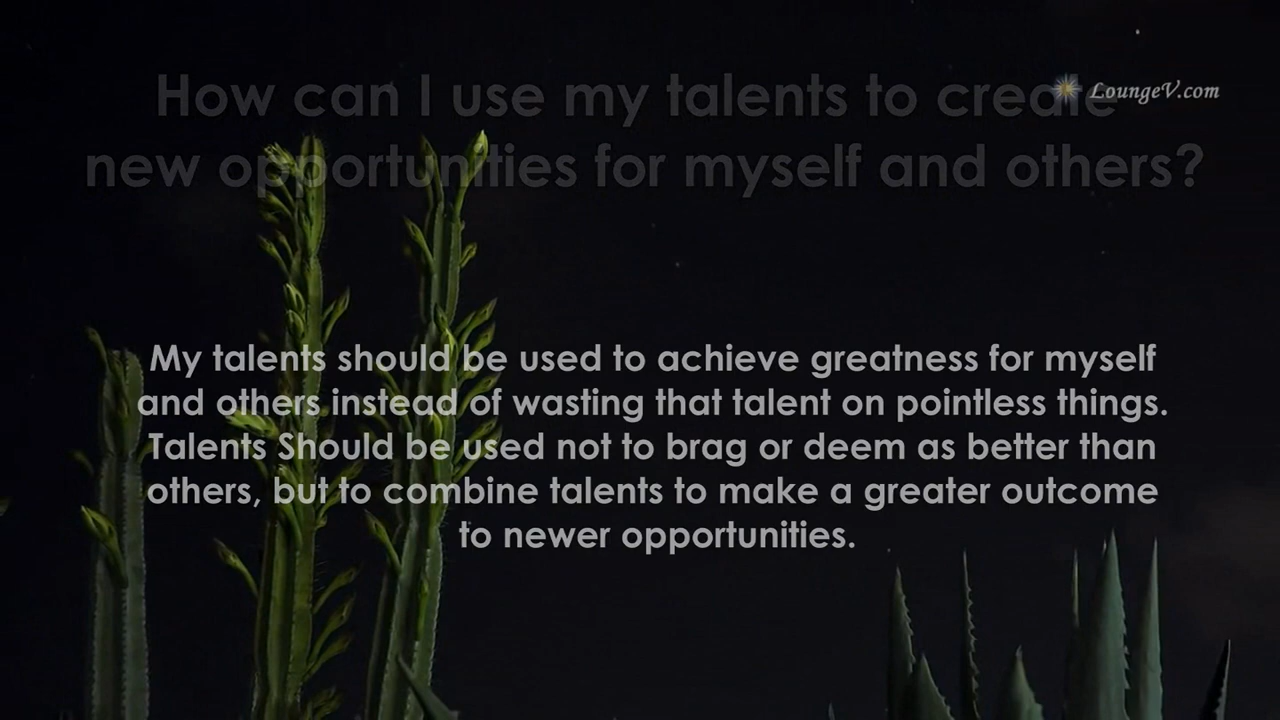 How can I use my talents to create
LoungeV.com
new opportunities for myself and others?
My talents should be used to achieve greatness for myself
and others instead of wasting that talent on pointless things.
Talents Should be used not to brag or deem as better than
others, but to combine talents to make a greater outcome
to newer opportunities.